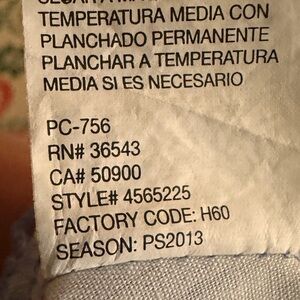 TEMPERATURA MEDIA CON
PLANCHADO PERMANENTE
PLANCHAR A TEMPERATURA
MEDIA SI ES NECESARIO
PC-756
RN# 36543
CA# 50900
STYLE# 4565225
FACTORY CODE: H60
SEASON: PS2013